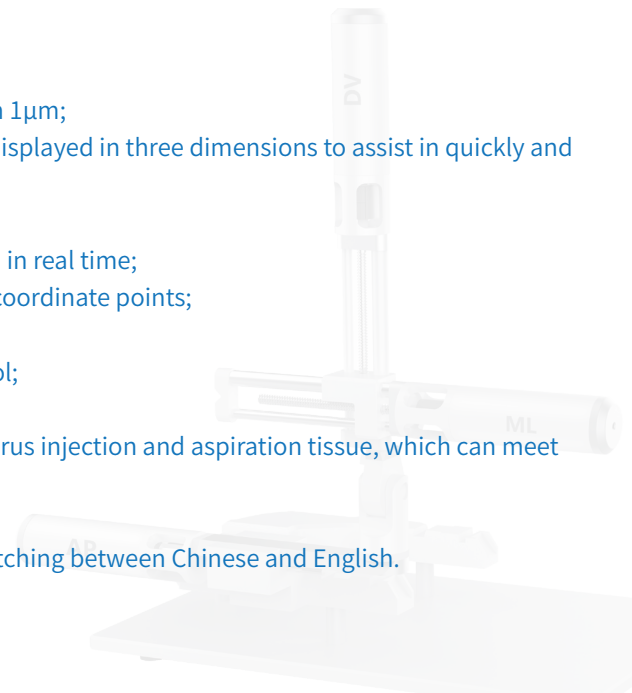 DV
1μm;
isplayed in three dimensions to assist in quickly and
in real time;
coordinate points;
ol;
ML
rus injection and aspiration tissue, which can meet
AP
tching between Chinese and English.